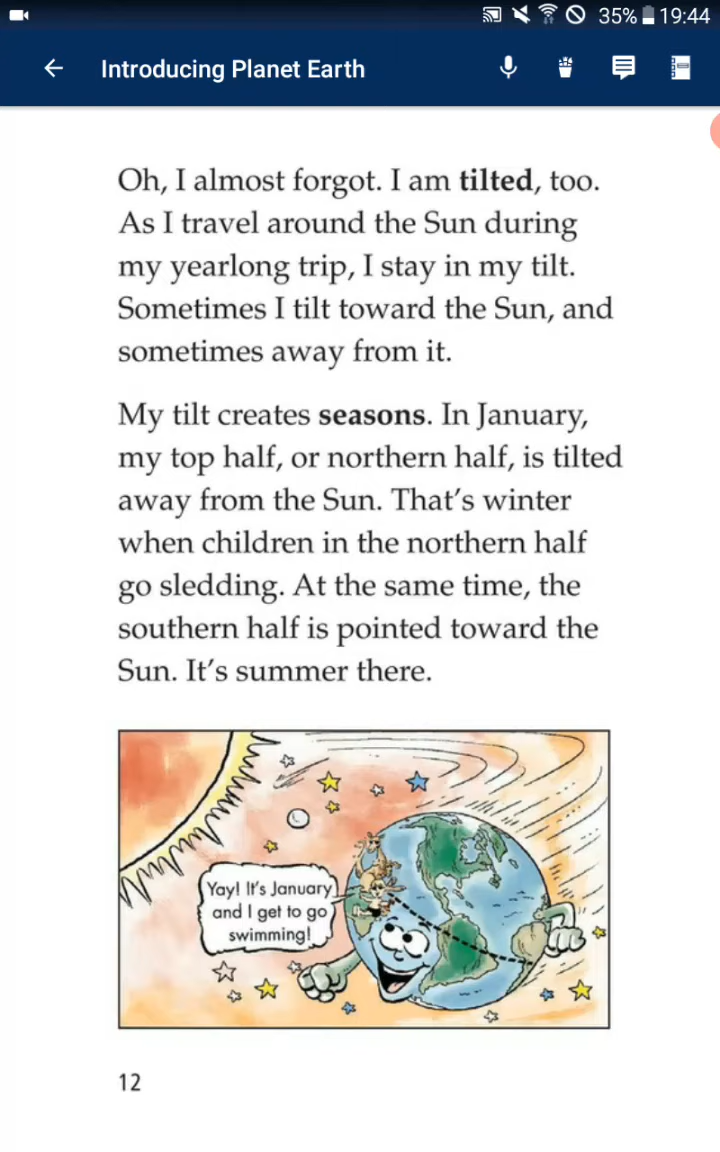 35% 19:44
Introducing Planet Earth
Oh, I almost forgot. I am tilted, too.
As I travel around the Sun during
my yearlong trip, I stay in my tilt.
Sometimes I tilt toward the Sun, and
sometimes away from it.
My tilt creates seasons. In January,
my top half, or northern half, is tilted
away from the Sun. That's winter
when children in the northern half
go sledding. At the same time, the
southern half is pointed toward the
Sun. It's summer there.
Yay! It's January
and I get to go
swimming!
12